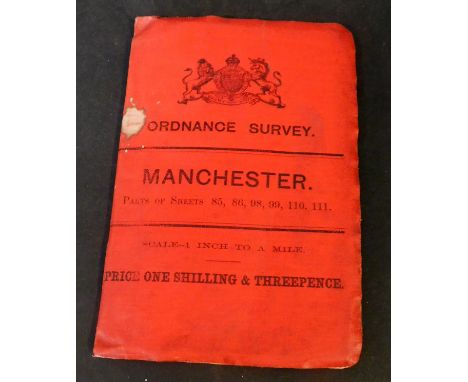 ORDNANCE SURVEY.
MANCHESTER.
PARTS OF SHEETS 85, 86, 98, 99, 110, 111.
SCALE-1 INCH TO A MILE.
PRICE ONE SHILLING & THREEPENCE.